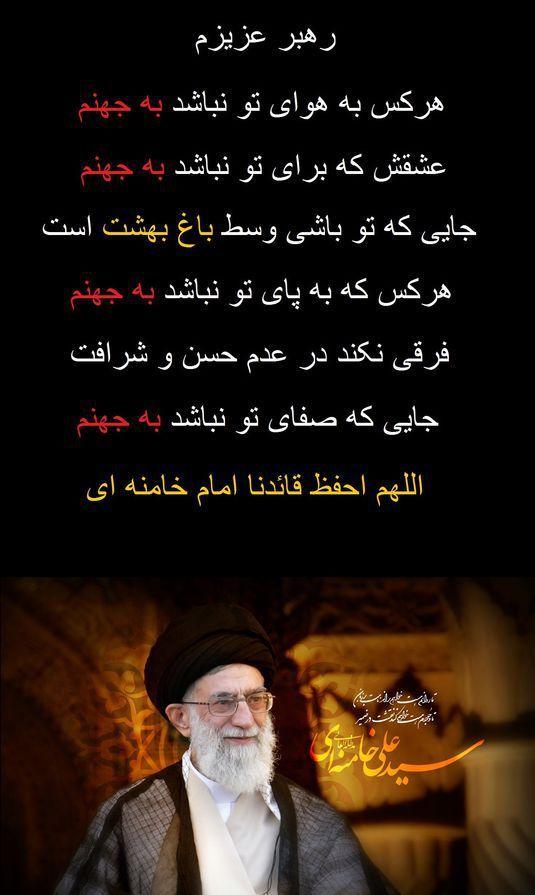 رهبر عزیزم
هرکس به هوای تو نباشد به جهنم
عشقش که برای تو نباشد به جهنم
جایی که تو باشی وسط باغ بهشت است
هرکس که به پای تو نباشد به جهنم
فرقی نکند در عدم حسن و شرافت
جایی که صفای تو نباشد به جهنم
اللهم احفظ قائدنا امام خامنه ای
سید علی خامنه ای